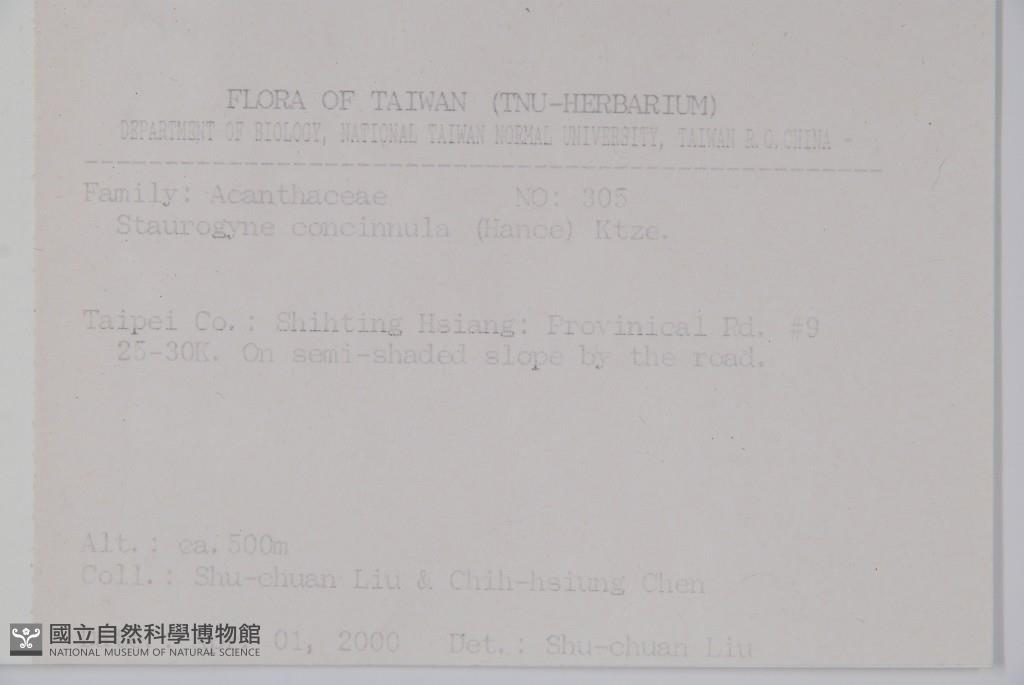 FLORA OF TAIWAN (TNU-HERBARIUM)
DEPARTMENT OF BIOLOGY, NATIONAL TAIWAN NORMAL UNIVERSITY, TAIWAN R.O.CHINA -
--------------------------------------------------
Family: Acanthaceae NO: 305
Staurogyne concinnula (Hance) Ktze.
Taipei Co.: Shihting Hsiang: Provinical Rd. #9
25-30K. On semi-shaded slope by the road.
Alt.: ca. 500m
Coll.: Shu-chuan Liu & Chih-hsiung Chen
01, 2000 Det.: Shu-chuan Liu
國立自然科學博物館
NATIONAL MUSEUM OF NATURAL SCIENCE